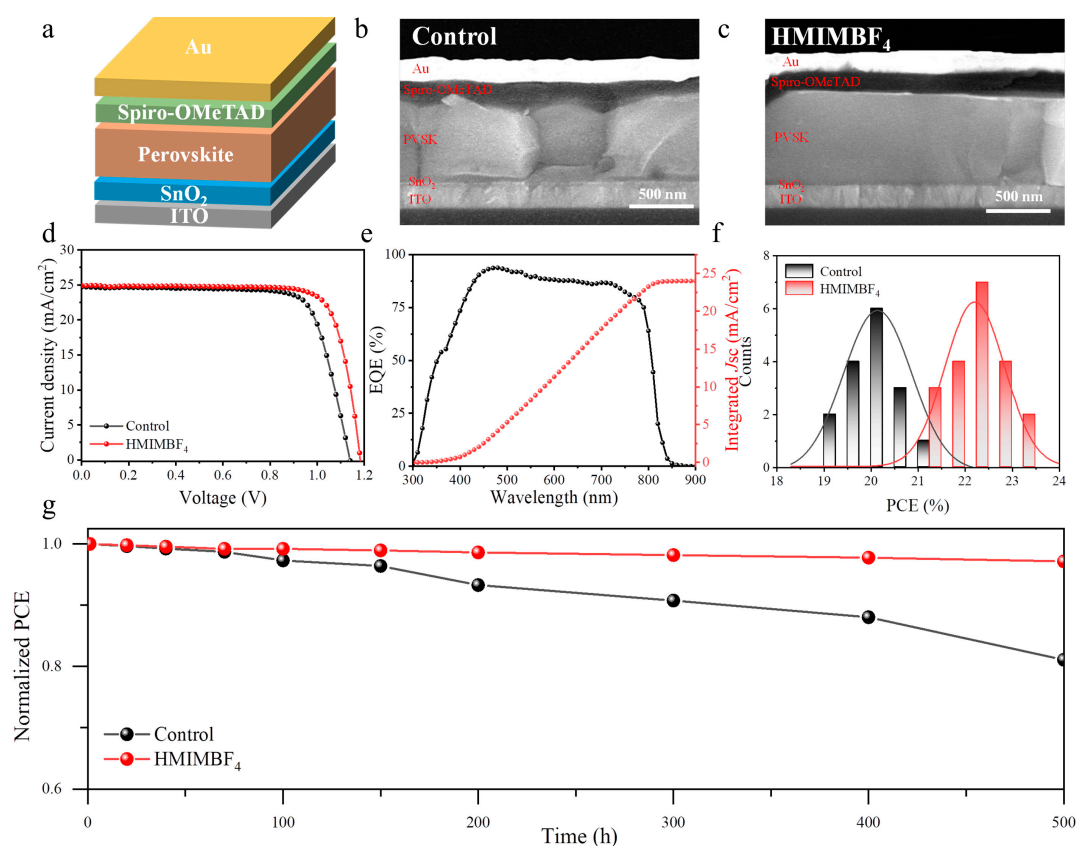 a
Au
Spiro-OMeTAD
Perovskite
SnO2
ITO
b
Control
Au
Spiro-OMeTAD
PVSK
SnO2
ITO
500 nm
c
HMIMBF4
Au
Spiro-OMeTAD
PVSK
SnO2
ITO
500 nm
d
Current density (mA/cm2)
30
25
20
15
10
5
0
Control
HMIMBF4
0.0 0.2 0.4 0.6 0.8 1.0 1.2
Voltage (V)
e
EQE (%)
100
75
50
25
0
300 400 500 600 700 800 900
Wavelength (nm)
25
20
15
10
5
0
Integrated Jsc (mA/cm2)
f
Counts
8
6
4
2
0
Control
HMIMBF4
18 19 20 21 22 23 24
PCE (%)
g
Normalized PCE
1.0
0.8
0.6
Control
HMIMBF4
0 100 200 300 400 500
Time (h)